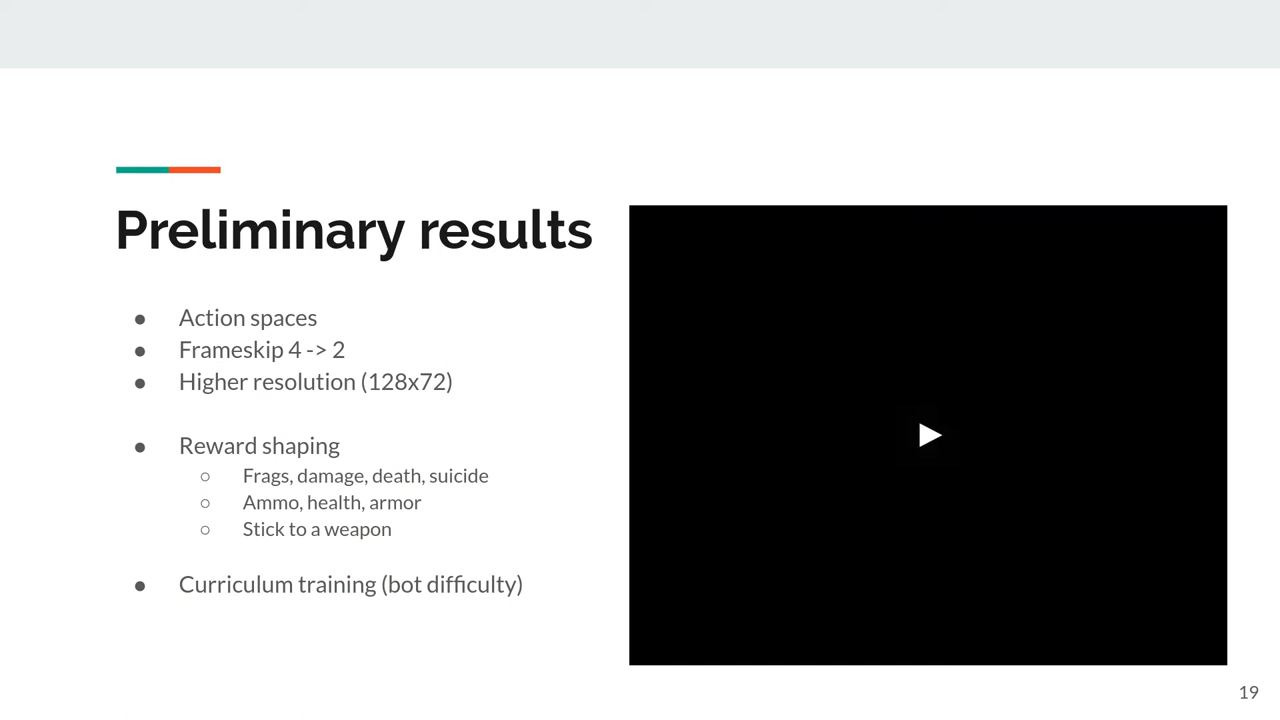 Preliminary results
● Action spaces
● Frameskip 4 -> 2
● Higher resolution (128x72)
● Reward shaping
○ Frags, damage, death, suicide
○ Ammo, health, armor
○ Stick to a weapon
● Curriculum training (bot difficulty)
19